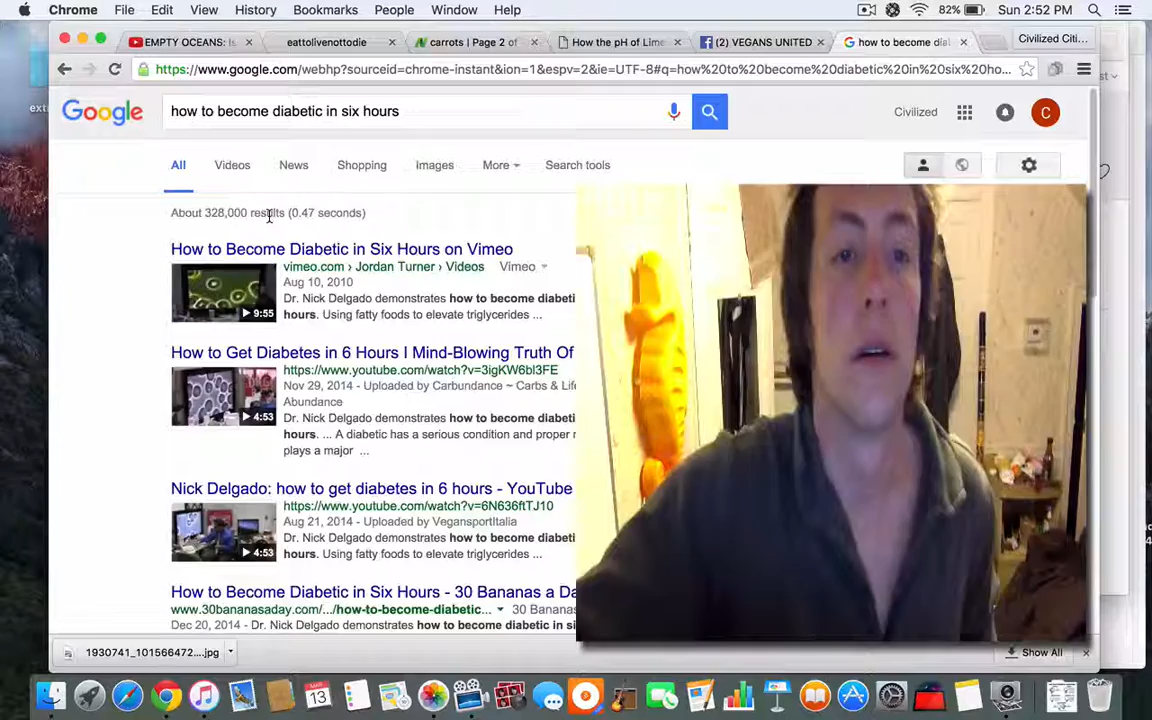 Chrome File Edit View History Bookmarks People Window Help 82% Sun 2:52 PM
EMPTY OCEANS: Is eattolivenottodie carrots | Page 2 of How the pH of Lime (2) VEGANS UNITED how to become dial Civilized Citi...
https://www.google.com/webhp?sourceid=chrome-instant&ion=1&espv=2&ie=UTF-8#q=how%20to%20become%20diabetic%20in%20six%20ho...
Google how to become diabetic in six hours Civilized C
All Videos News Shopping Images More Search tools
About 328,000 results (0.47 seconds)
How to Become Diabetic in Six Hours on Vimeo
vimeo.com › Jordan Turner › Videos Vimeo
Aug 10, 2010
Dr. Nick Delgado demonstrates how to become diabeti
hours. Using fatty foods to elevate triglycerides ...
9:55
How to Get Diabetes in 6 Hours I Mind-Blowing Truth Of
https://www.youtube.com/watch?v=3igKW6bl3FE
Nov 29, 2014 - Uploaded by Carbundance ~ Carbs & Life
Abundance
Dr. Nick Delgado demonstrates how to become diabeti
hours. ... A diabetic has a serious condition and proper
plays a major ...
4:53
Nick Delgado: how to get diabetes in 6 hours - YouTube
https://www.youtube.com/watch?v=6N636ftTJ10
Aug 21, 2014 - Uploaded by VegansportItalia
Dr. Nick Delgado demonstrates how to become diabeti
hours. Using fatty foods to elevate triglycerides ...
4:53
How to Become Diabetic in Six Hours - 30 Bananas a Da
www.30bananasaday.com/.../how-to-become-diabetic... 30 Bananas
Dec 20, 2014 - Dr. Nick Delgado demonstrates how to become diabetic in si
1930741_101566472....jpg Show All
13